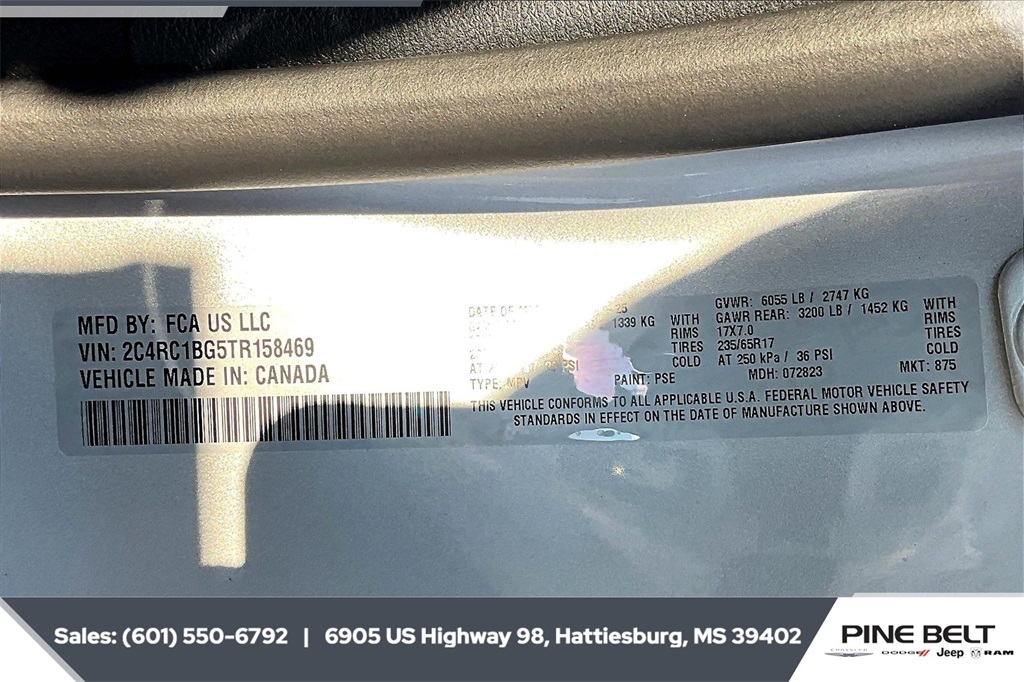 MFD BY: FCA US LLC
VIN: 2C4RC1BG5TR158469
VEHICLE MADE IN: CANADA
DATE OF
GVWR: 6055 LB / 2747 KG
1339 KG WITH
GAWR REAR: 3200 LB / 1452 KG WITH
RIMS 17X7.0 RIMS
TIRES 235/65R17 TIRES
COLD AT 250 kPa / 36 PSI COLD
TYPE: MPV PAINT: PSE MDH: 072823 MKT: 875
THIS VEHICLE CONFORMS TO ALL APPLICABLE U.S.A. FEDERAL MOTOR VEHICLE SAFETY
STANDARDS IN EFFECT ON THE DATE OF MANUFACTURE SHOWN ABOVE.
Sales: (601) 550-6792 | 6905 US Highway 98, Hattiesburg, MS 39402
PINE BELT
CHRYSLER DODGE Jeep RAM